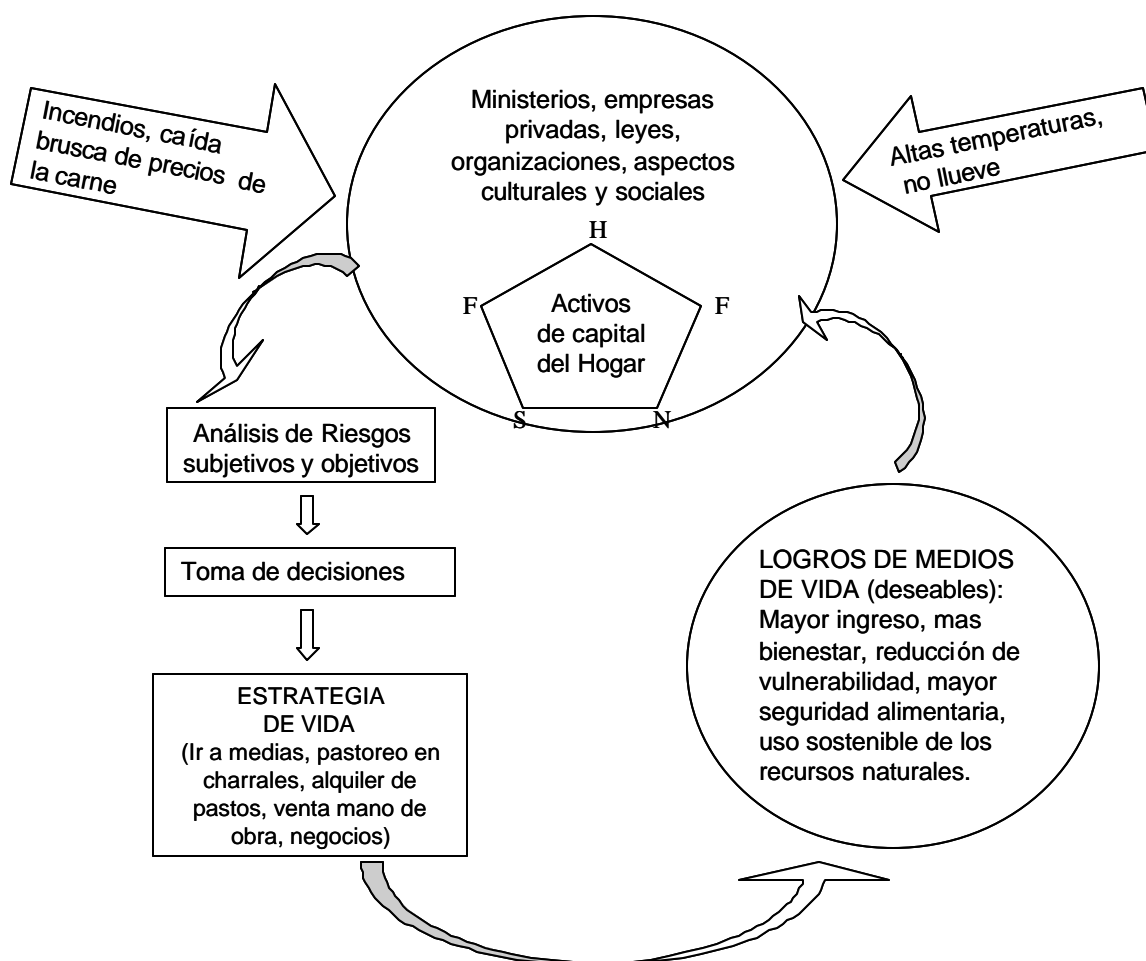 Incendios, caída
brusca de precios de
la carne
Ministerios, empresas
privadas, leyes,
organizaciones, aspectos
culturales y sociales
Altas temperaturas,
no llueve
H
F
F
Activos
de capital
del Hogar
S
N
Análisis de Riesgos
subjetivos y objetivos
Toma de decisiones
ESTRATEGIA
DE VIDA
(Ir a medias, pastoreo en
charrales, alquiler de
pastos, venta mano de
obra, negocios)
LOGROS DE MEDIOS
DE VIDA (deseables):
Mayor ingreso, mas
bienestar, reducción de
vulnerabilidad, mayor
seguridad alimentaria,
uso sostenible de los
recursos naturales.